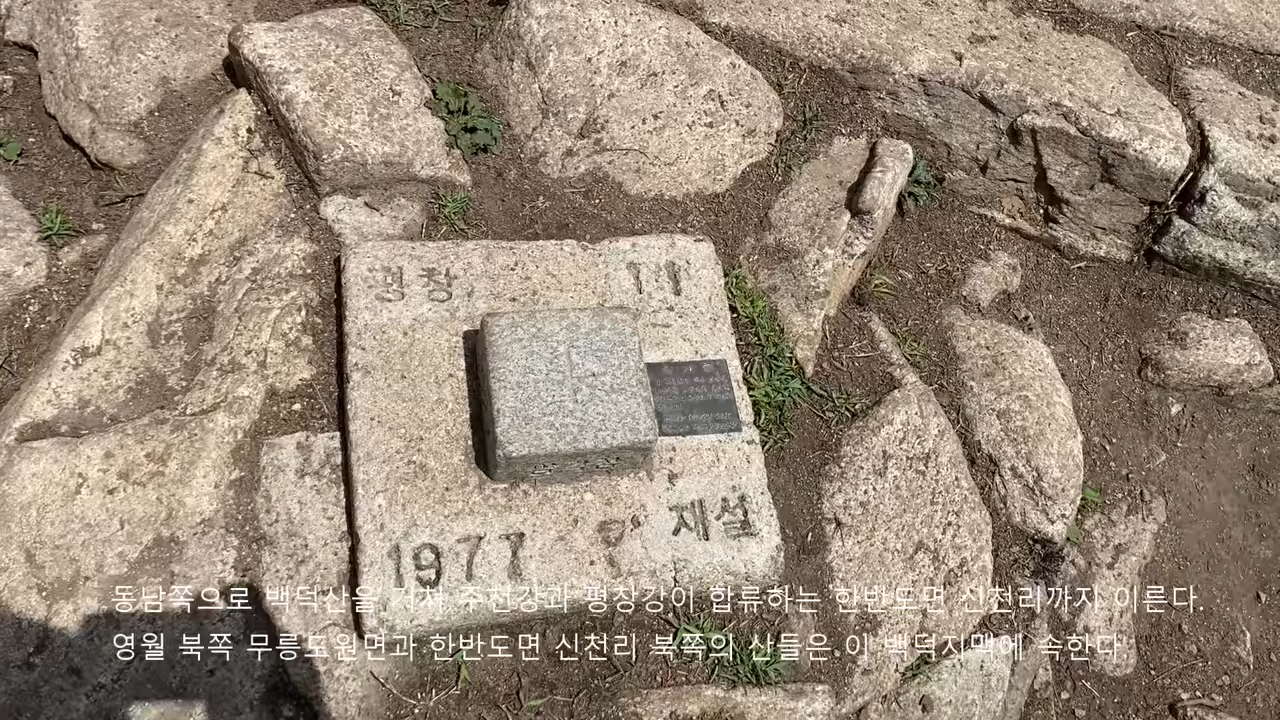 평창 11
1977 재설
동남쪽으로 백덕산을 거쳐 주천강과 평창강이 합류하는 한반도면 신천리까지 이른다.
영월 북쪽 무릉도원면과 한반도면 신천리 북쪽의 산들은 이 백덕지맥에 속한다.